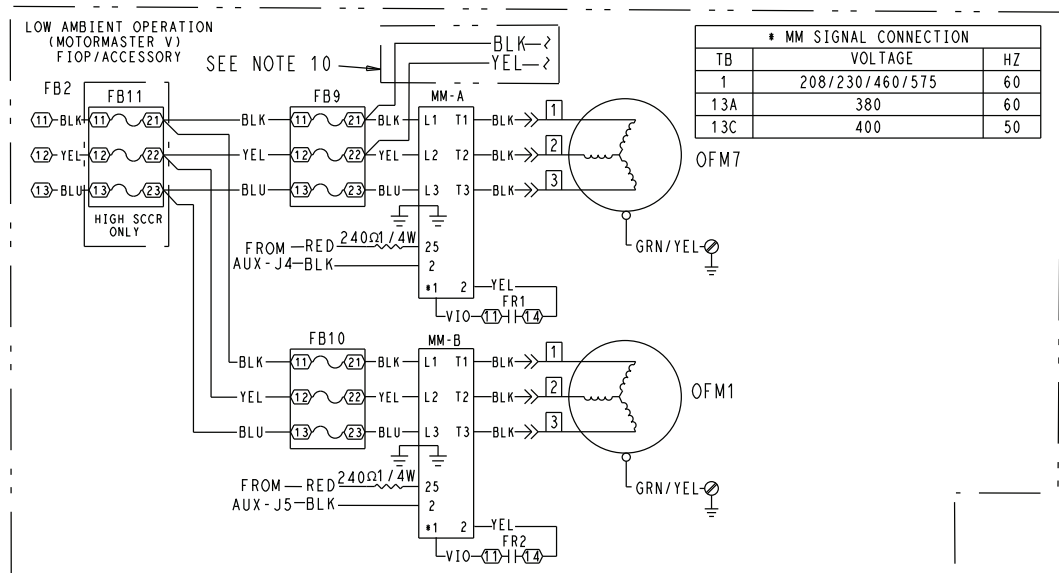 LOW AMBIENT OPERATION
(MOTORMASTER V)
FIOP/ACCESSORY
SEE NOTE 10
BLK
YEL
* MM SIGNAL CONNECTION
TB VOLTAGE HZ
1 208/230/460/575 60
13A 380 60
13C 400 50
FB2 FB11 FB9 MM-A
11 BLK 11 21 BLK 11 21 BLK L1 T1 BLK 1
12 YEL 12 22 YEL 12 22 YEL L2 T2 BLK 2
13 BLU 13 23 BLU 13 23 BLU L3 T3 BLK 3
OFM7
HIGH SCCR
ONLY
GRN/YEL
FROM RED 240Ω1/4W 25
AUX-J4 BLK 2
*1 2 YEL
FR1
VIO 11 14
FB10 MM-B
BLK 11 21 BLK L1 T1 BLK 1
YEL 12 22 YEL L2 T2 BLK 2
BLU 13 23 BLU L3 T3 BLK 3
OFM1
GRN/YEL
FROM RED 240Ω1/4W 25
AUX-J5 BLK 2
*1 2 YEL
FR2
VIO 11 14